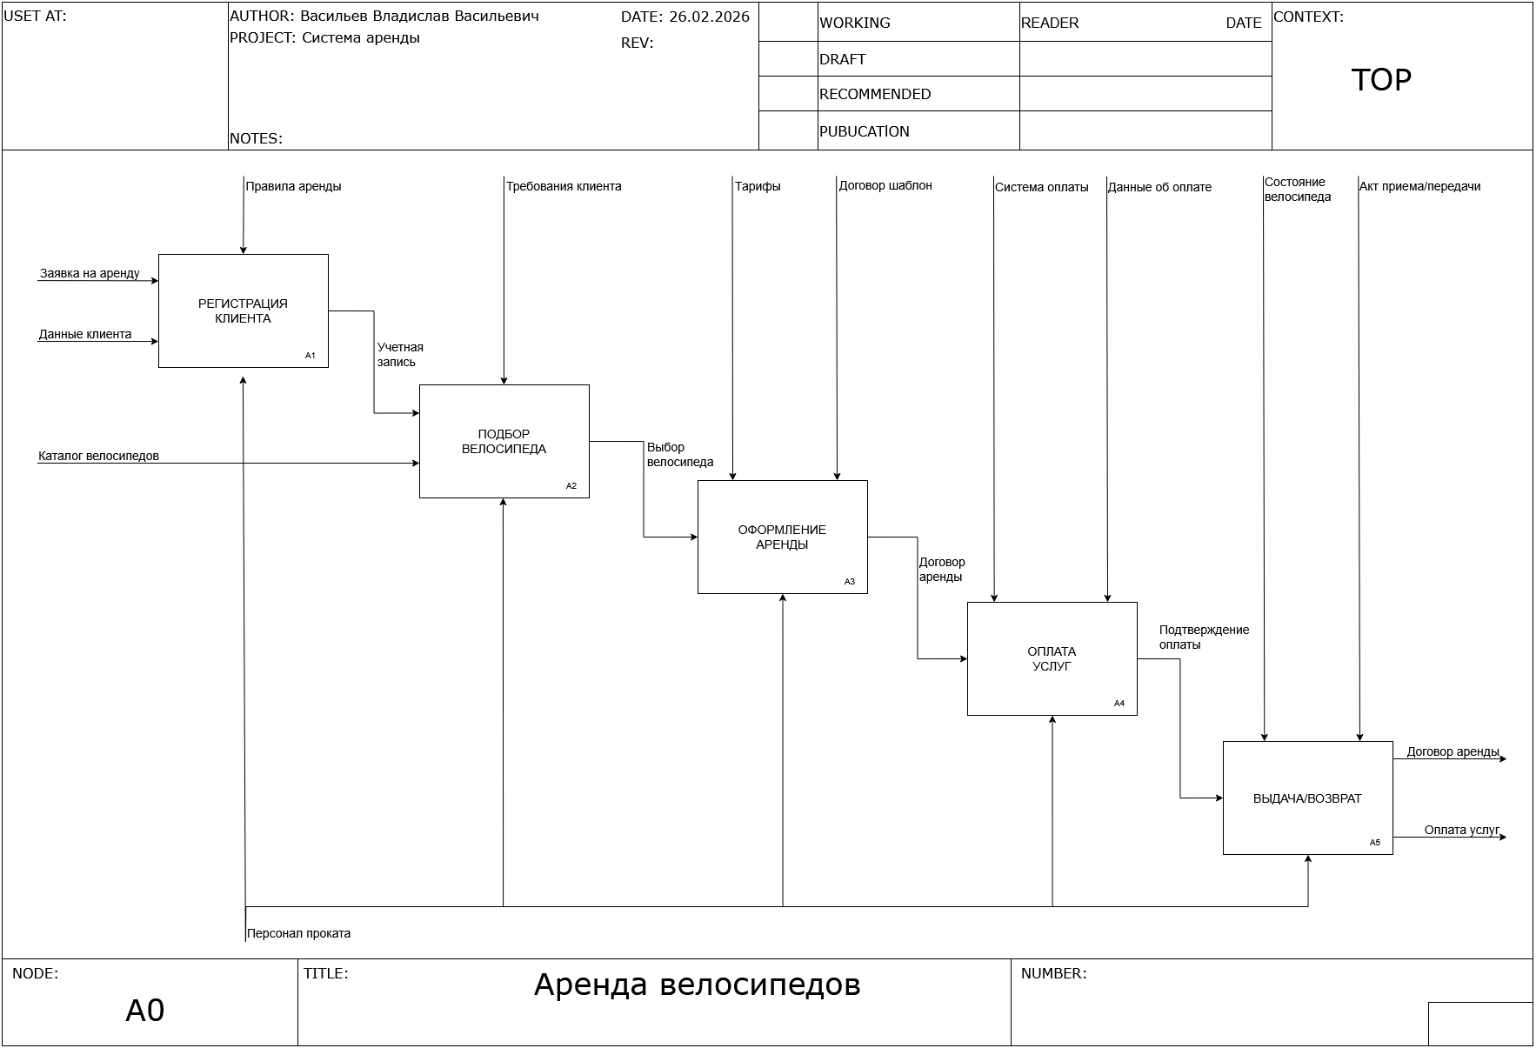 USET AT:
AUTHOR: Васильев Владислав Васильевич
DATE: 26.02.2026
PROJECT: Система аренды
REV:
NOTES:
WORKING
READER
DATE
DRAFT
RECOMMENDED
PUBUCATION
CONTEXT:
TOP
Правила аренды
Требования клиента
Тарифы
Договор шаблон
Система оплаты
Данные об оплате
Состояние
велосипеда
Акт приема/передачи
Заявка на аренду
Данные клиента
РЕГИСТРАЦИЯ
КЛИЕНТА
A1
Учетная
запись
Каталог велосипедов
ПОДБОР
ВЕЛОСИПЕДА
A2
Выбор
велосипеда
ОФОРМЛЕНИЕ
АРЕНДЫ
A3
Договор
аренды
ОПЛАТА
УСЛУГ
A4
Подтверждение
оплаты
ВЫДАЧА/ВОЗВРАТ
A5
Договор аренды
Оплата услуг
Персонал проката
NODE:
A0
TITLE:
Аренда велосипедов
NUMBER: